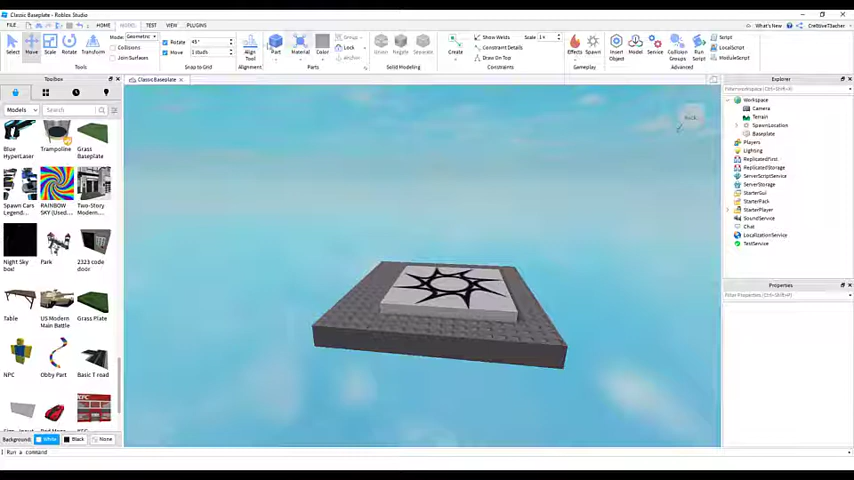 Classic Baseplate - Roblox Studio
FILE
HOME
MODEL
TEST
VIEW
PLUGINS
What's New
Select
Move
Scale
Rotate
Transform
Mode: Geometric
Collisions
Join Surfaces
Tools
Rotate
45°
Move
1 studs
Snap to Grid
Align Tool
Alignment
Part
Material
Color
Group
Lock
Anchor
Parts
Union
Negate
Separate
Solid Modeling
Create
Show Welds
Constraint Details
Draw On Top
Scale
Constraints
Effects
Spawn
Gameplay
Insert Object
Model
Service
Collision Groups
Run Script
Script
LocalScript
ModuleScript
Advanced
Toolbox
ClassicBaseplate
Models
Search
Blue HyperLaser
Trampoline
Grass Baseplate
Spawn Cars Legend...
RAINBOW SKY (Used...
Two-Story Modern...
Night Sky box!
Park
2323 code door
Table
US Modern Main Battle
Grass Plate
NPC
Obby Part
Basic T road
Background:
White
Black
None
Run a command
Explorer
Workspace
Camera
Terrain
SpawnLocation
Baseplate
Players
Lighting
ReplicatedFirst
ReplicatedStorage
ServerScriptService
ServerStorage
StarterGui
StarterPack
StarterPlayer
SoundService
Chat
LocalizationService
TestService
Properties